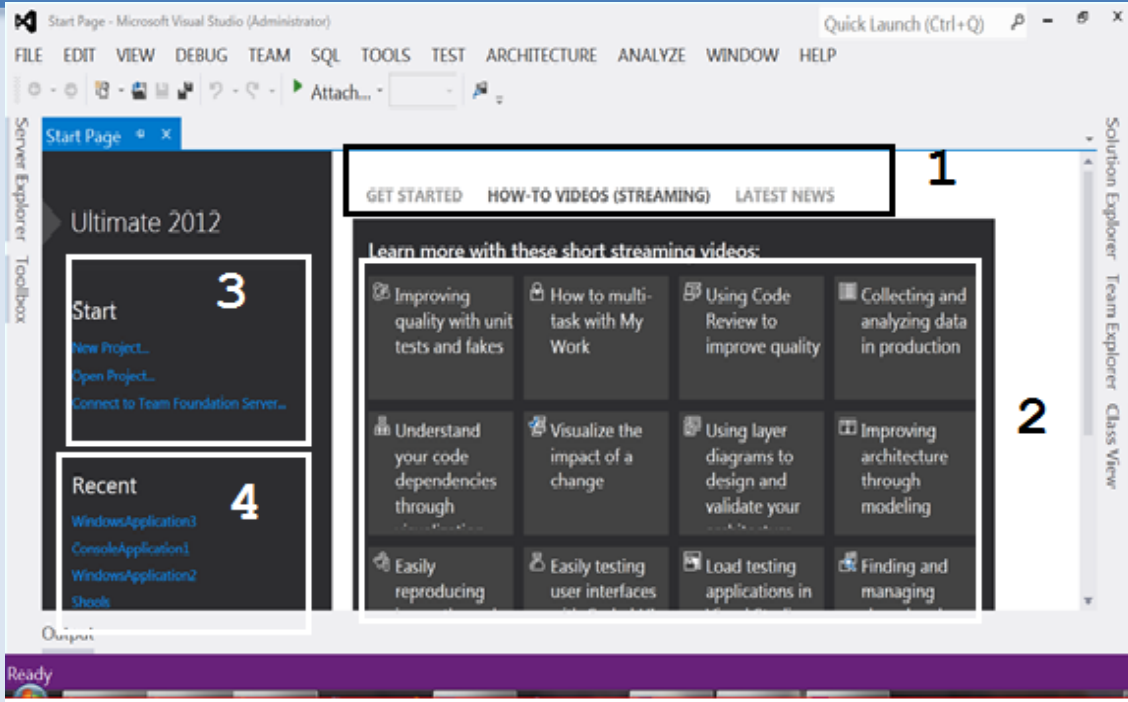 Start Page - Microsoft Visual Studio (Administrator)
Quick Launch (Ctrl+Q)
FILE EDIT VIEW DEBUG TEAM SQL TOOLS TEST ARCHITECTURE ANALYZE WINDOW HELP
Attach...
Server Explorer
Toolbox
Start Page
Ultimate 2012
3
Start
New Project...
Open Project...
Connect to Team Foundation Server...
4
Recent
WindowsApplication3
ConsoleApplication1
WindowsApplication2
Shools
1
GET STARTED HOW-TO VIDEOS (STREAMING) LATEST NEWS
Learn more with these short streaming videos:
2
Improving
quality with unit
tests and fakes
How to multi-
task with My
Work
Using Code
Review to
improve quality
Collecting and
analyzing data
in production
Understand
your code
dependencies
through
Visualize the
impact of a
change
Using layer
diagrams to
design and
validate your
Improving
architecture
through
modeling
Easily
reproducing
Easily testing
user interfaces
Load testing
applications in
Finding and
managing
Solution Explorer
Team Explorer
Class View
Output
Ready